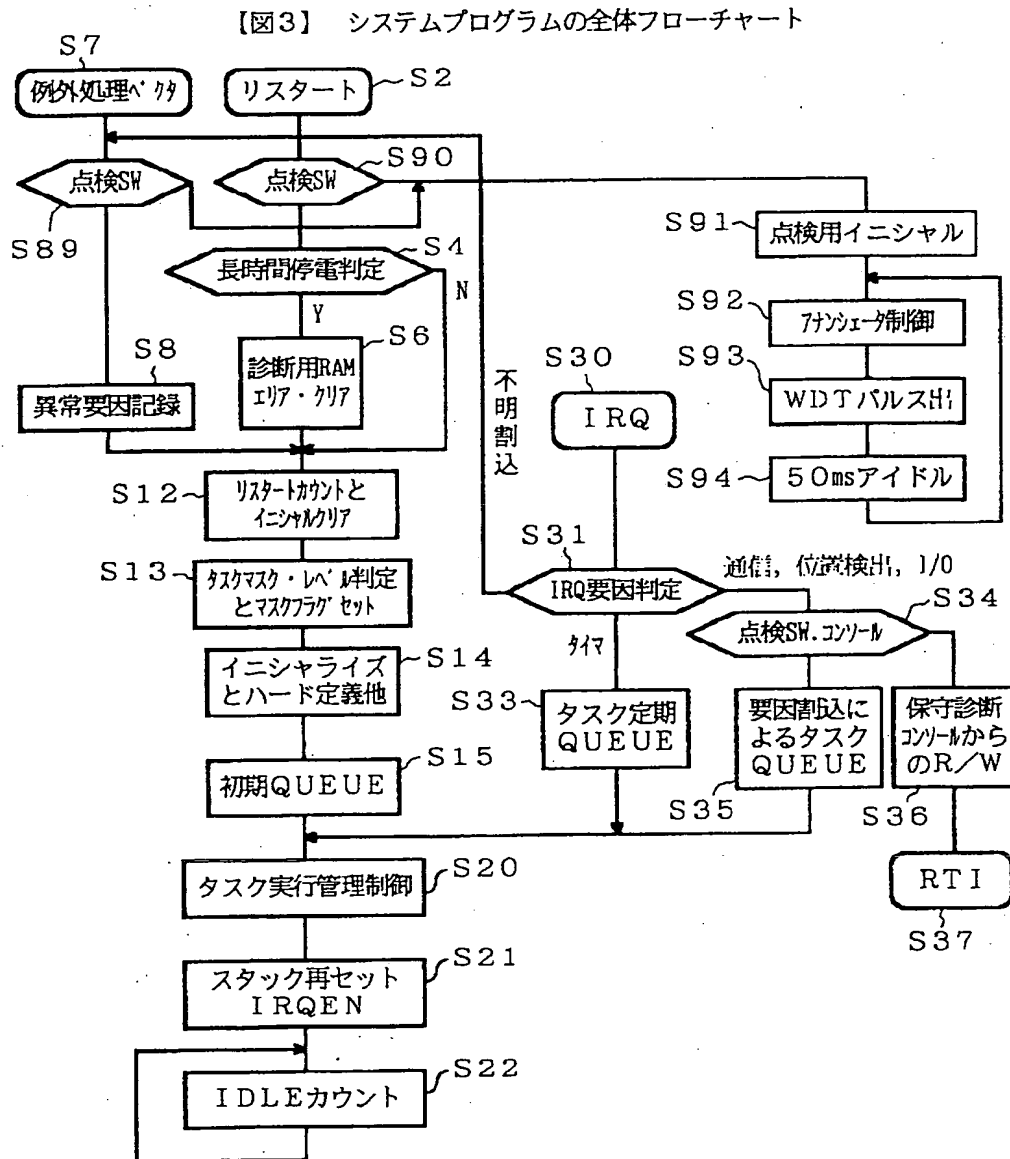 【図3】 システムプログラムの全体フローチャート
S7
例外処理ベクタ
リスタート
S2
点検SW
S89
点検SW
S90
長時間停電判定
S4
N
Y
診断用RAM
エリア・クリア
S6
S8
異常要因記録
不明割込
S12
リスタートカウントと
イニシャルクリア
S13
タスクマスク・レベル判定
とマスクフラグセット
イニシャライズ
とハード定義他
S14
初期QUEUE
S15
タスク実行管理制御
S20
スタック再セット
IRQEN
S21
IDLEカウント
S22
S30
IRQ
S31
IRQ要因判定
タイマ
S33
タスク定期
QUEUE
通信,位置検出,I/O
点検SW.コンソール
S34
要因割込に
よるタスク
QUEUE
S35
保守診断
コンソールから
のR/W
S36
RTI
S37
S91
点検用イニシャル
S92
アナンシェータ制御
S93
WDTパルス出
S94
50msアイドル